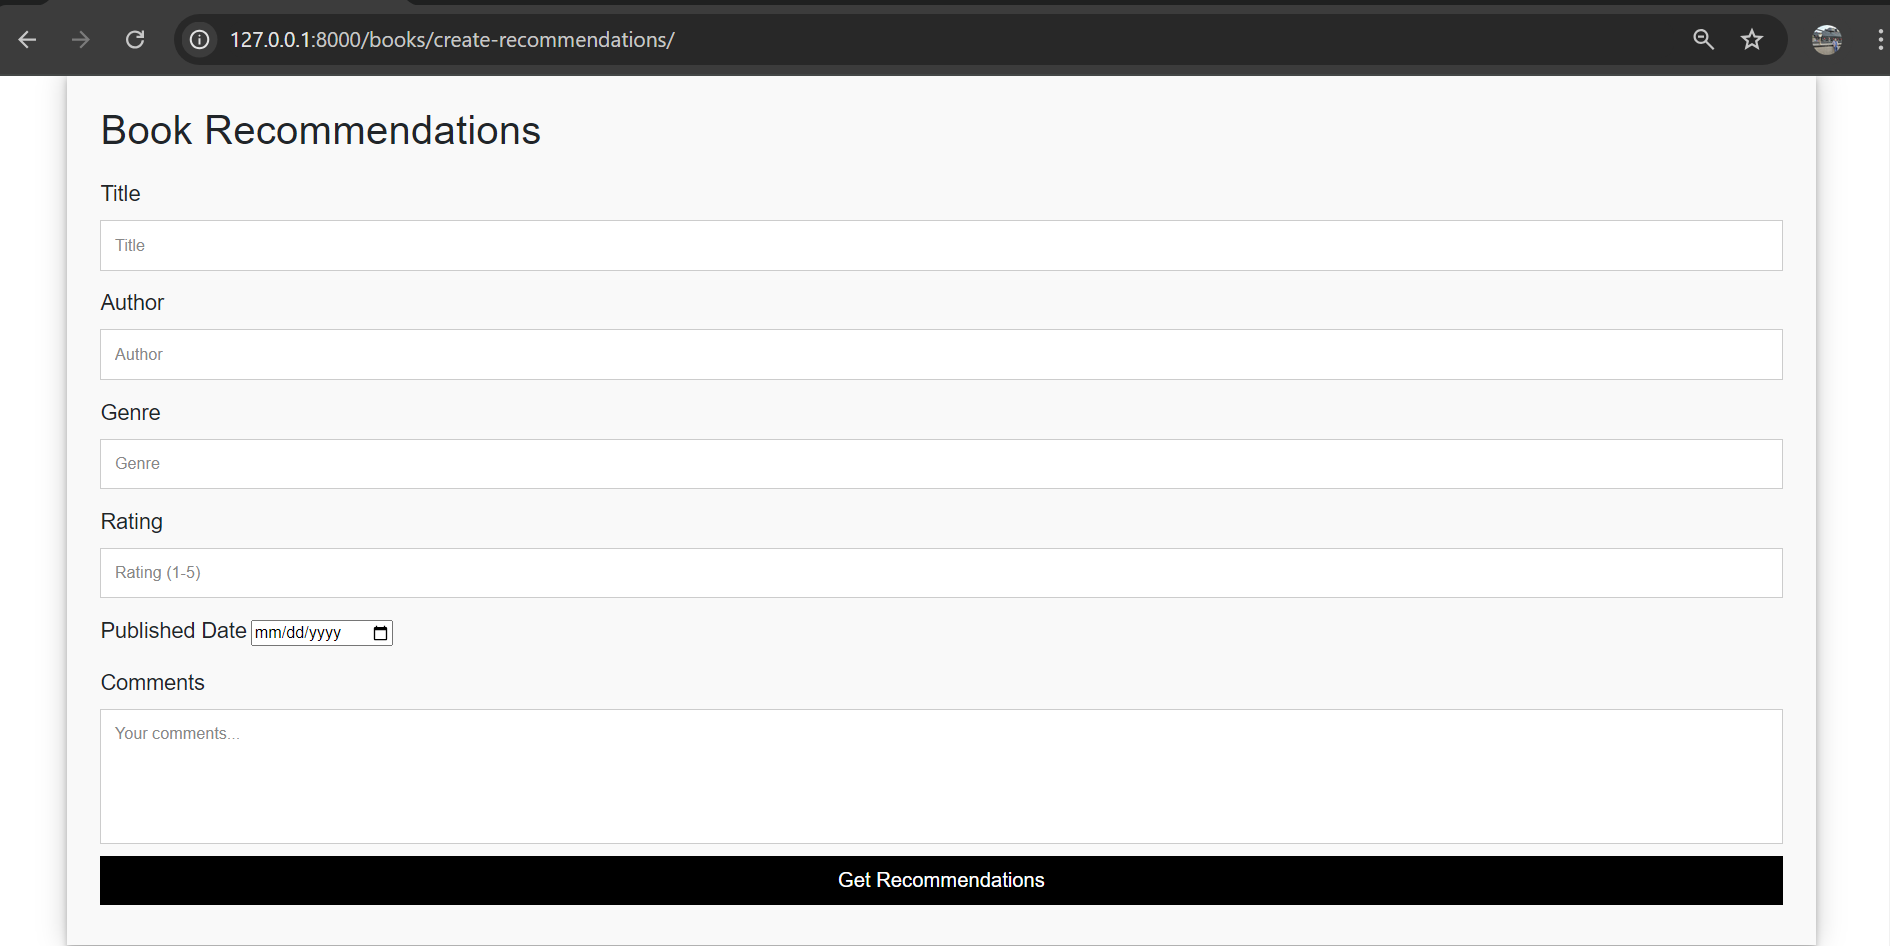 127.0.0.1:8000/books/create-recommendations/
Book Recommendations
Title
Title
Author
Author
Genre
Genre
Rating
Rating (1-5)
Published Date mm/dd/yyyy
Comments
Your comments...
Get Recommendations